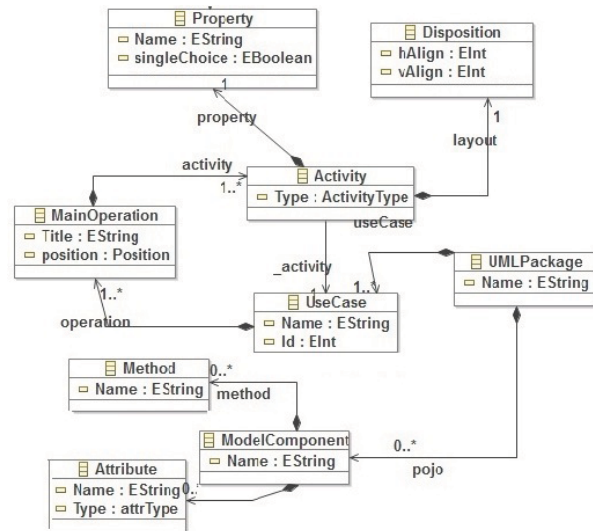 Property
Name : EString
singleChoice : EBoolean
Disposition
hAlign : EInt
vAlign : EInt
1
property
1
layout
activity
1..*
Activity
Type : ActivityType
useCase
MainOperation
Title : EString
position : Position
_activity
1
1..*
UMLPackage
Name : EString
1..*
operation
UseCase
Name : EString
Id : EInt
Method
Name : EString
0..*
method
ModelComponent
Name : EString
0..*
pojo
Attribute
Name : EString
Type : attrType
0..*